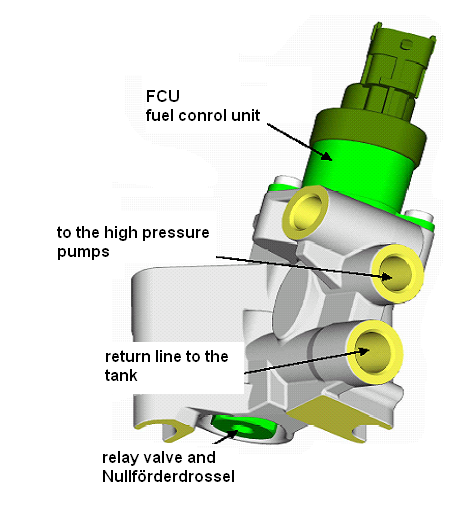 FCU
fuel conrol unit
to the high pressure
pumps
return line to the
tank
relay valve and
Nullförderdrossel